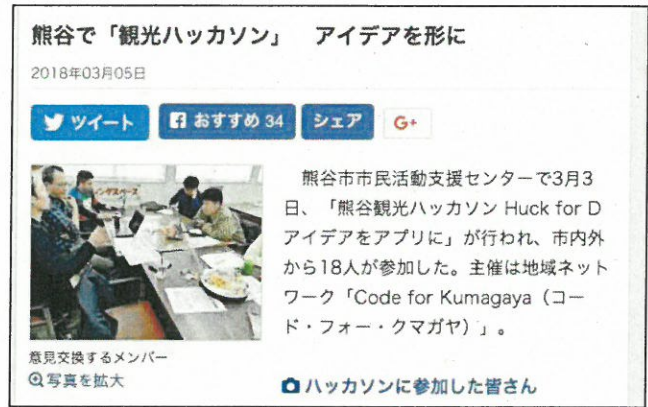 熊谷で「観光ハッカソン」　アイデアを形に
2018年03月05日
ツイート
おすすめ 34
シェア
G+
熊谷市市民活動支援センターで3月3
日、「熊谷観光ハッカソン Huck for D
アイデアをアプリに」が行われ、市内外
から18人が参加した。主催は地域ネット
ワーク「Code for Kumagaya（コー
ド・フォー・クマガヤ）」。
意見交換するメンバー
写真を拡大
ハッカソンに参加した皆さん